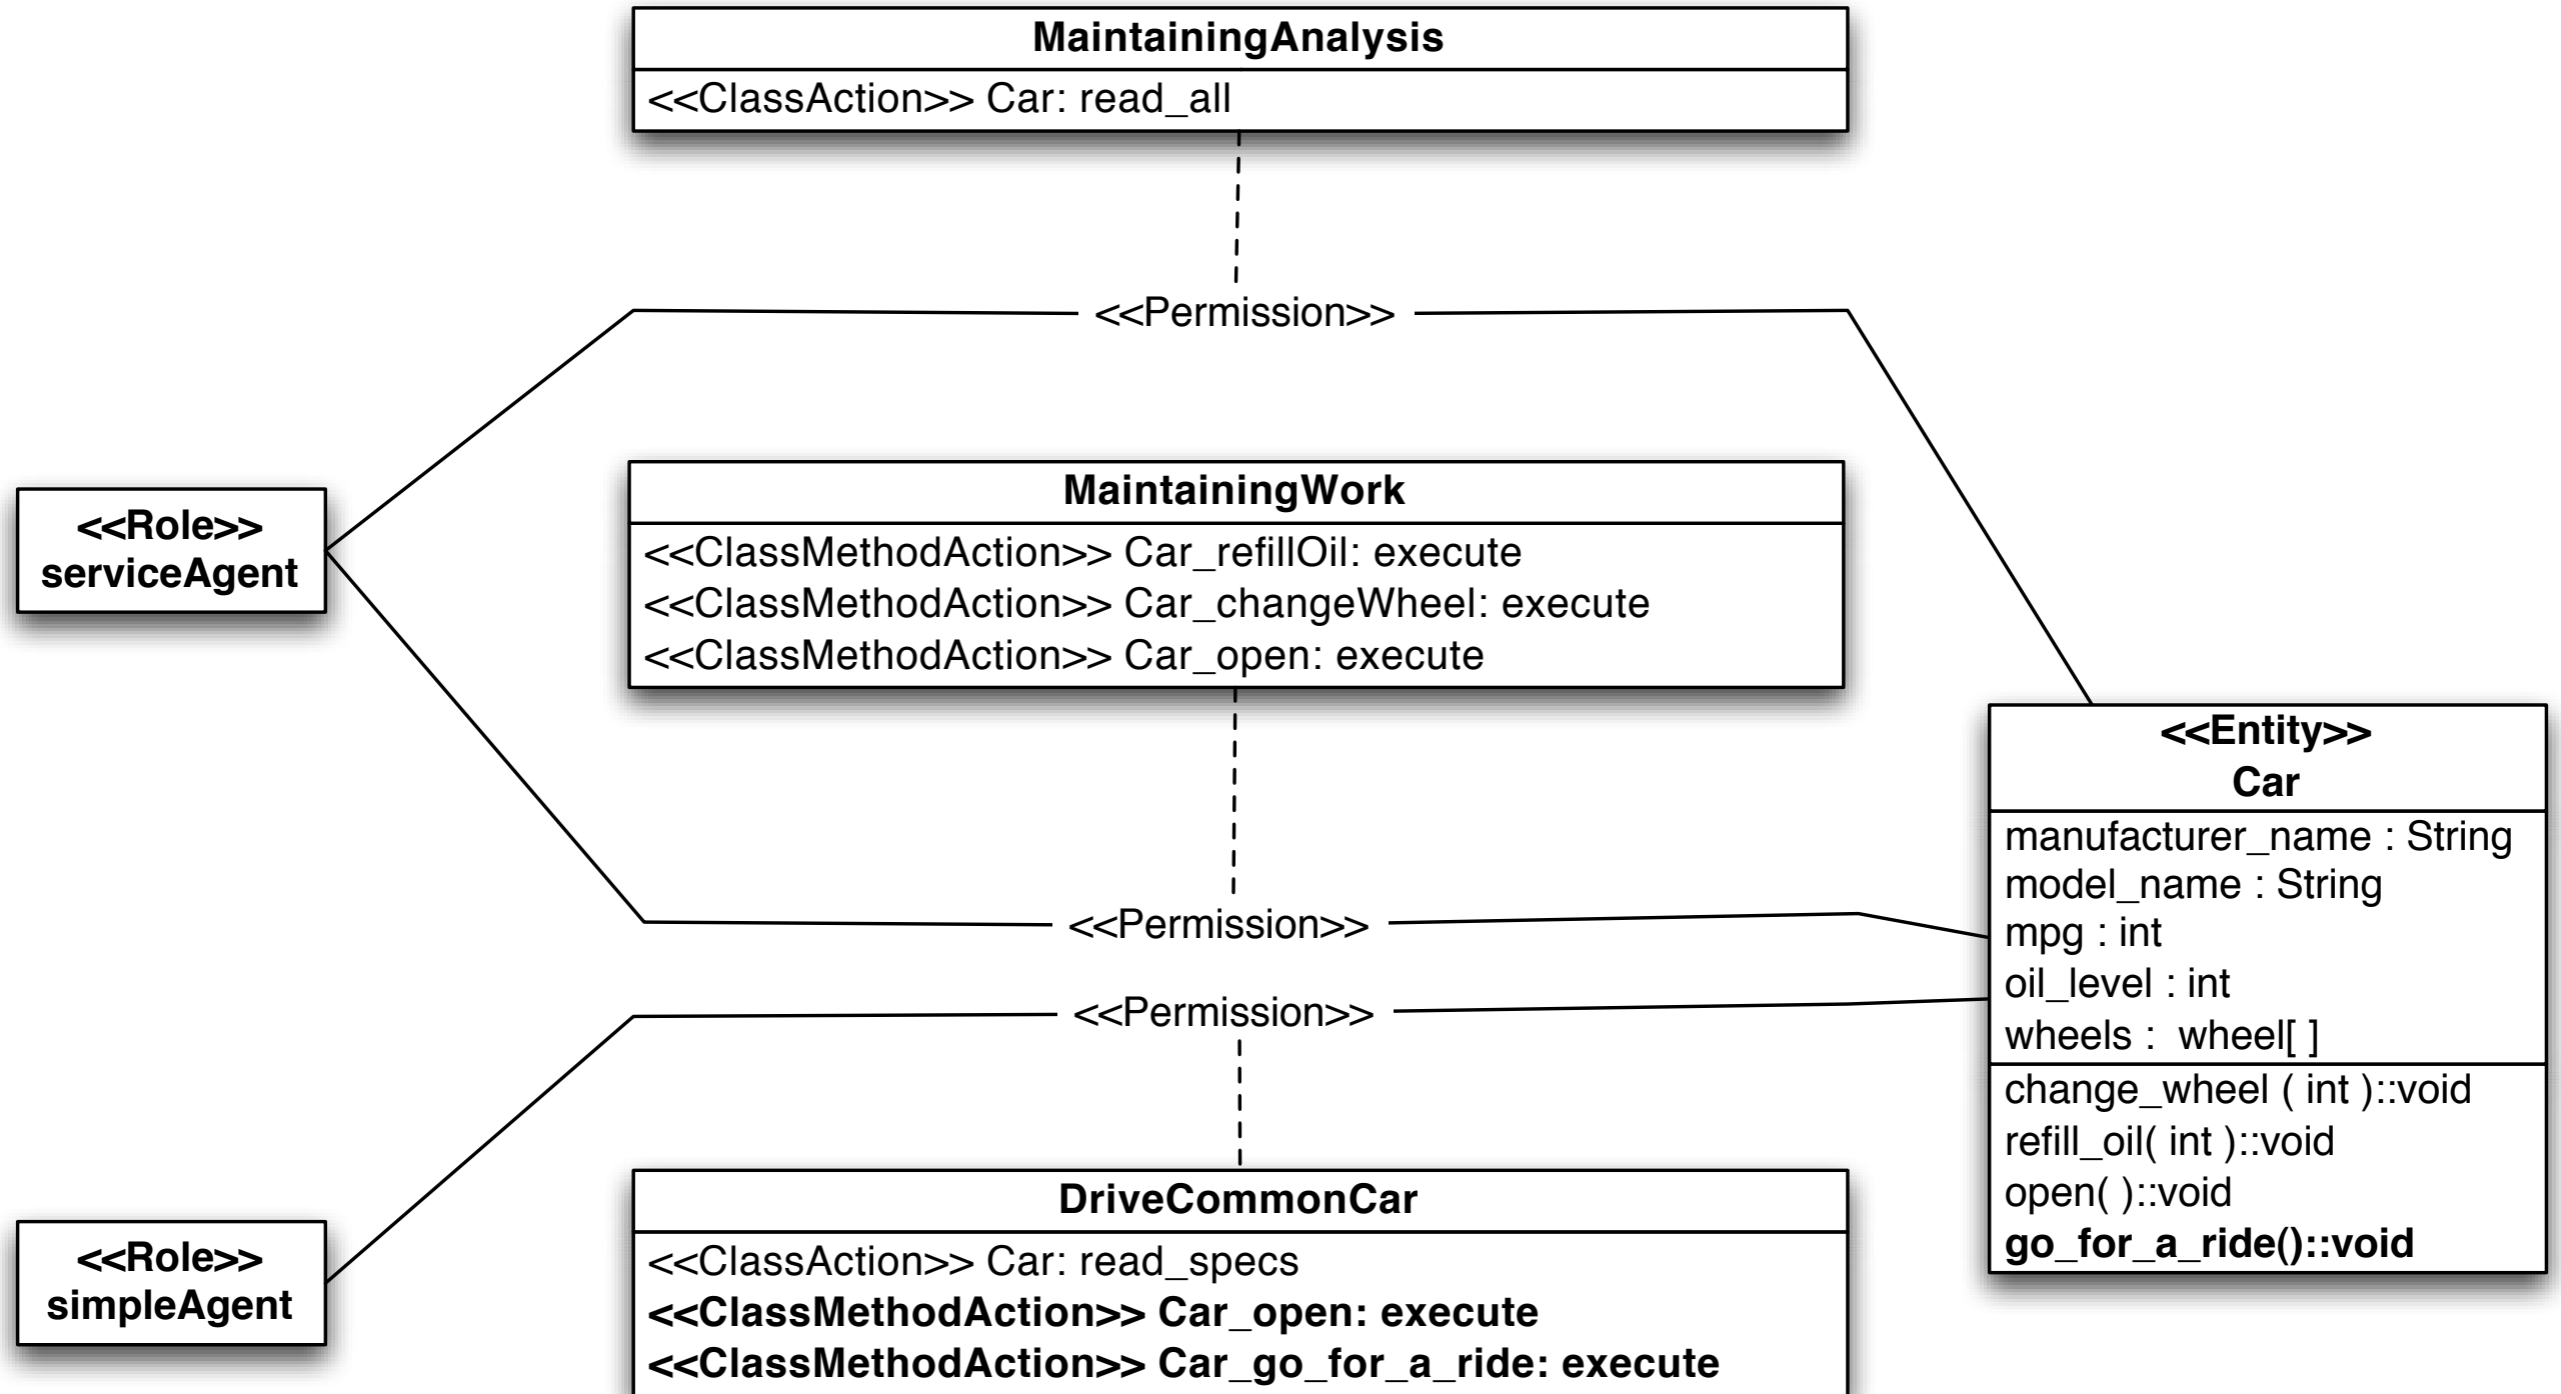 MaintainingAnalysis
<<ClassAction>> Car: read_all
<<Permission>>
<<Role>>
serviceAgent
MaintainingWork
<<ClassMethodAction>> Car_refillOil: execute
<<ClassMethodAction>> Car_changeWheel: execute
<<ClassMethodAction>> Car_open: execute
<<Permission>>
<<Entity>>
Car
manufacturer_name : String
model_name : String
mpg : int
oil_level : int
wheels :  wheel[ ]
change_wheel ( int )::void
refill_oil( int )::void
open( )::void
go_for_a_ride()::void
<<Permission>>
<<Role>>
simpleAgent
DriveCommonCar
<<ClassAction>> Car: read_specs
<<ClassMethodAction>> Car_open: execute
<<ClassMethodAction>> Car_go_for_a_ride: execute